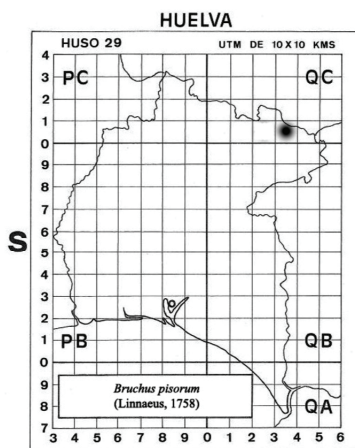 HUELVA
HUSO 29 UTM DE 10 X 10 KMS
4
PC QC
3
2
1
0
9
8
7
6
S
5
4
3
2
1
PB QB
0
9
Bruchus pisorum
(Linnaeus, 1758)
8
QA
7
3 4 5 6 7 8 9 0 1 2 3 4 5 6